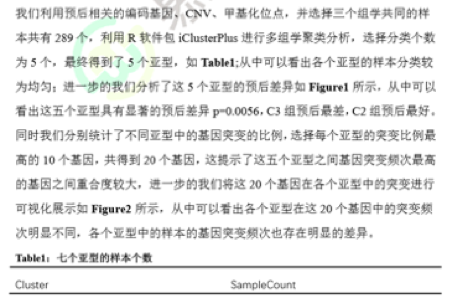 我们利用预后相关的编码基因、CNV、甲基化位点，并选择三个组学共同的样
本共有 289 个，利用 R 软件包 iClusterPlus 进行多组学聚类分析，选择分类个数
为 5 个，最终得到了 5 个亚型，如 Table1;从中可以看出各个亚型的样本分类较
为均匀；进一步的我们分析了这 5 个亚型的预后差异如 Figure1 所示，从中可以
看出这五个亚型具有显著的预后差异 p=0.0056, C3 组预后最差, C2 组预后最好。
同时我们分别统计了不同亚型中的基因突变的比例，选择每个亚型的突变比例最
高的 10 个基因，共得到 20 个基因，这提示了这五个亚型之间基因突变频次最高
的基因之间重合度较大，进一步的我们将这 20 个基因在各个亚型中的突变进行
可视化展示如 Figure2 所示，从中可以看出各个亚型在这 20 个基因中的突变频
次明显不同，各个亚型中的样本的基因突变频次也存在明显的差异。
Table1: 七个亚型的样本个数
Cluster SampleCount